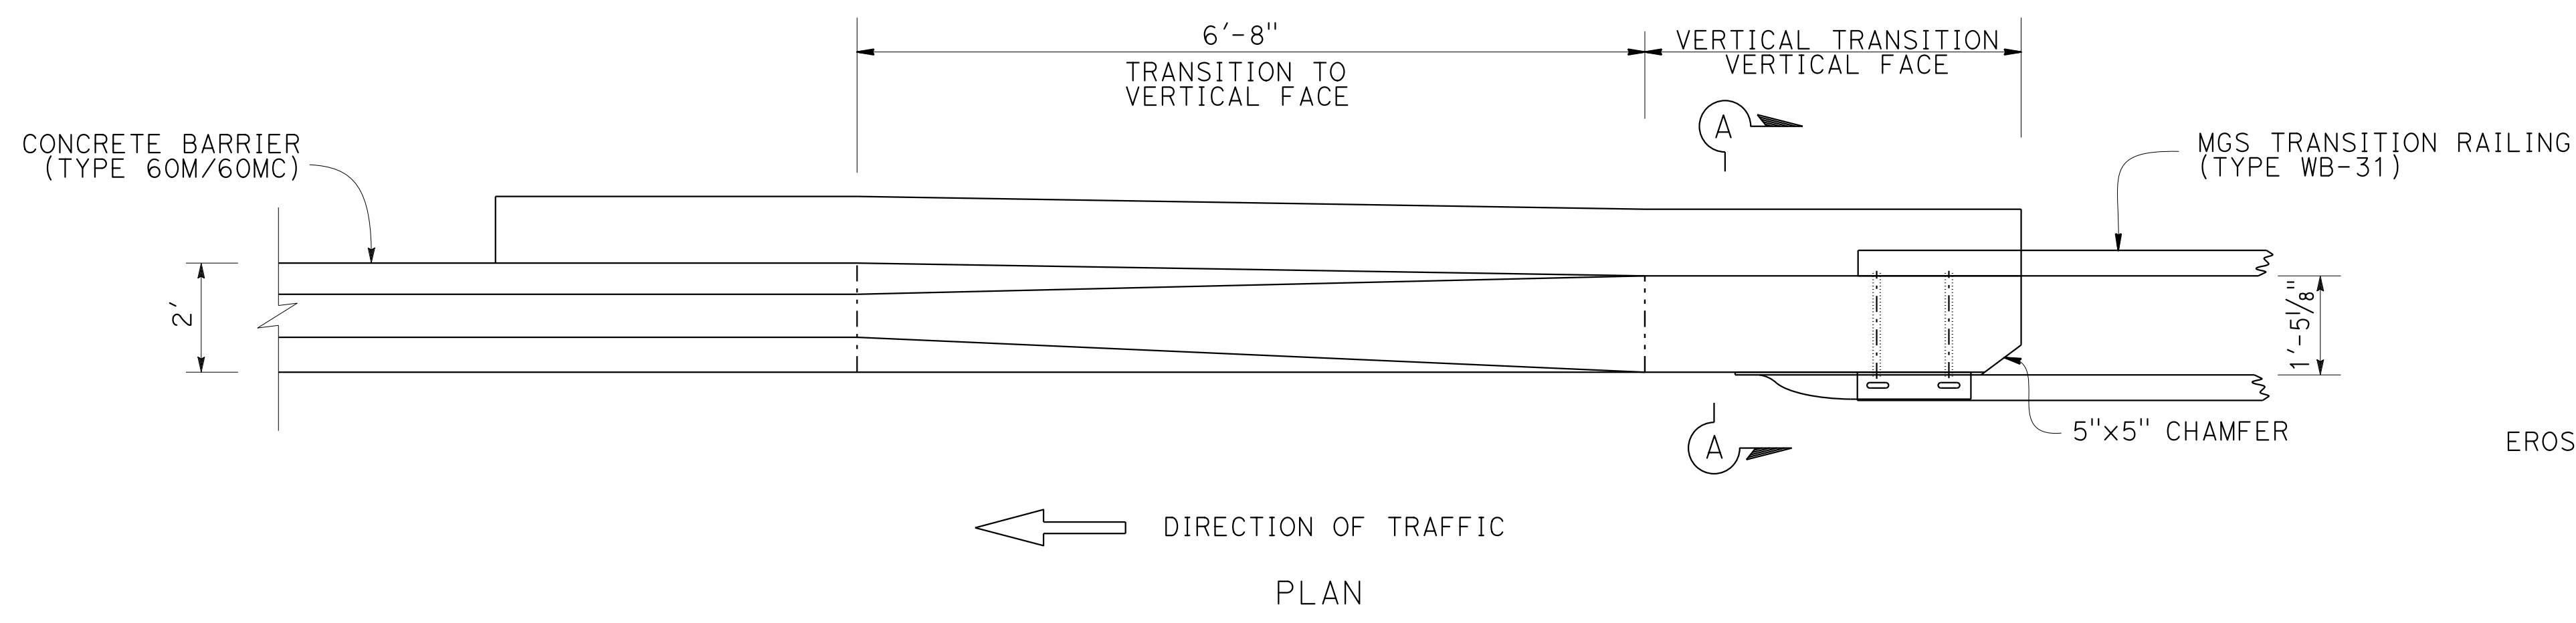 6'-8"
TRANSITION TO
VERTICAL FACE
VERTICAL TRANSITION
VERTICAL FACE
CONCRETE BARRIER
(TYPE 60M/60MC)
A
MGS TRANSITION RAILING
(TYPE WB-31)
2'
1'-5⅛"
A
5"x5" CHAMFER
EROS
DIRECTION OF TRAFFIC
PLAN